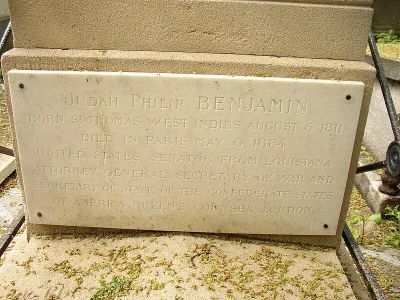 JUDAH PHILIP BENJAMIN
BORN ST THOMAS WEST INDIES AUGUST 6 1811
DIED IN PARIS MAY 6 1884
UNITED STATES SENATOR FROM LOUISIANA
ATTORNEY GENERAL, SECRETARY OF WAR AND
SECRETARY OF STATE OF THE CONFEDERATE STATES
OF AMERICA, QUEEN'S COUNSEL, LONDON